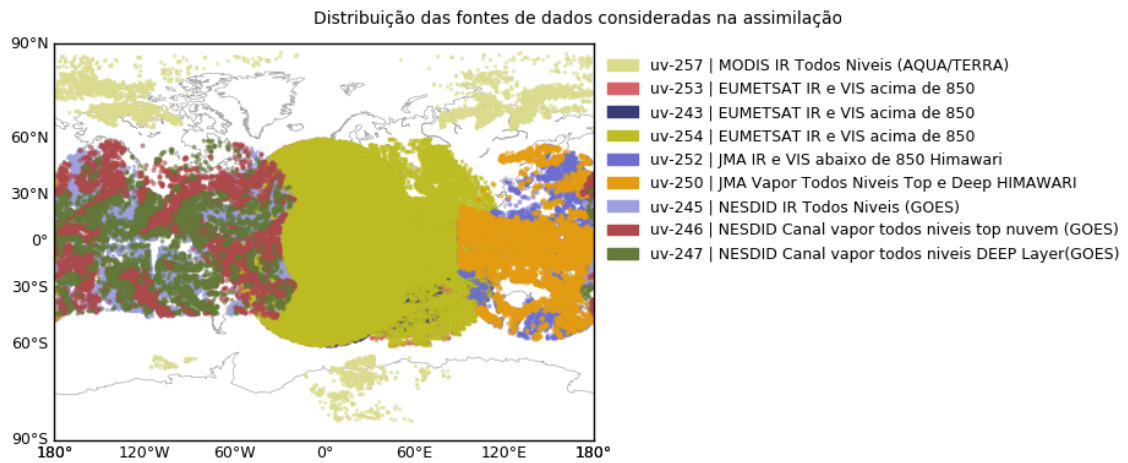 Distribuição das fontes de dados consideradas na assimilação
90°N
60°N
30°N
0°
30°S
60°S
90°S
180° 120°W 60°W 0° 60°E 120°E 180°
uv-257 | MODIS IR Todos Niveis (AQUA/TERRA)
uv-253 | EUMETSAT IR e VIS acima de 850
uv-243 | EUMETSAT IR e VIS acima de 850
uv-254 | EUMETSAT IR e VIS acima de 850
uv-252 | JMA IR e VIS abaixo de 850 Himawari
uv-250 | JMA Vapor Todos Niveis Top e Deep HIMAWARI
uv-245 | NESDID IR Todos Niveis (GOES)
uv-246 | NESDID Canal vapor todos niveis top nuvem (GOES)
uv-247 | NESDID Canal vapor todos niveis DEEP Layer(GOES)